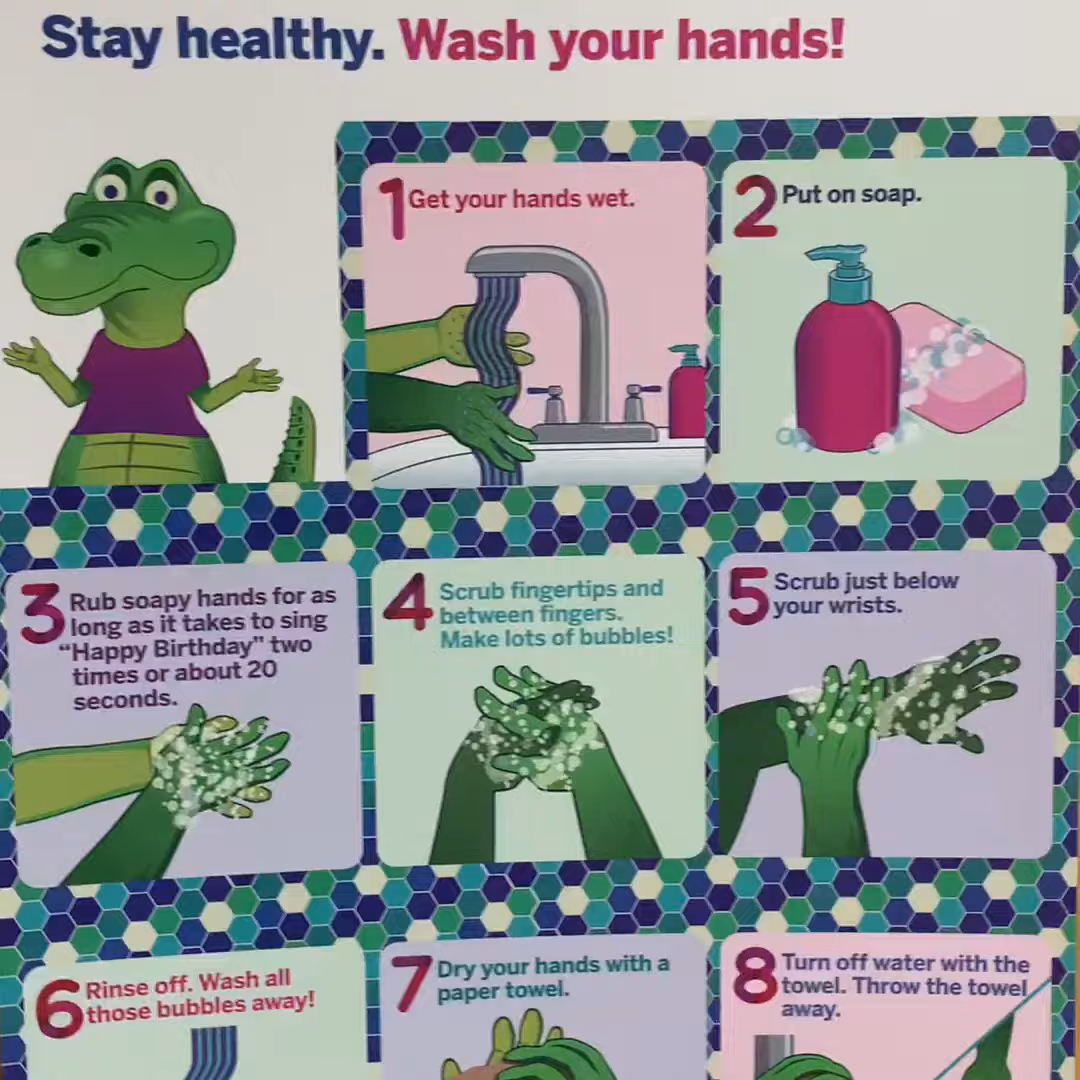 Stay healthy. Wash your hands!
1 Get your hands wet.
2 Put on soap.
3 Rub soapy hands for as
long as it takes to sing
“Happy Birthday” two
times or about 20
seconds.
4 Scrub fingertips and
between fingers.
Make lots of bubbles!
5 Scrub just below
your wrists.
6 Rinse off. Wash all
those bubbles away!
7 Dry your hands with a
paper towel.
8 Turn off water with the
towel. Throw the towel
away.